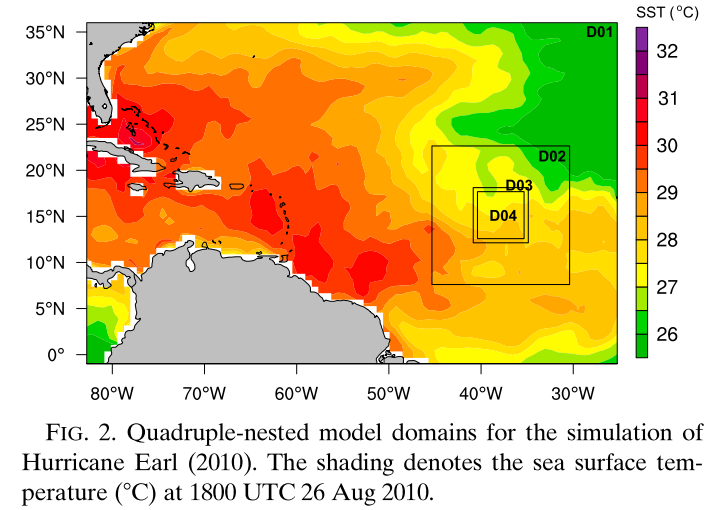 SST (°C)
35°N
30°N
25°N
20°N
15°N
10°N
5°N
0°
80°W
70°W
60°W
50°W
40°W
30°W
D01
D02
D03
D04
32
31
30
29
28
27
26
FIG. 2. Quadruple-nested model domains for the simulation of
Hurricane Earl (2010). The shading denotes the sea surface tem-
perature (°C) at 1800 UTC 26 Aug 2010.